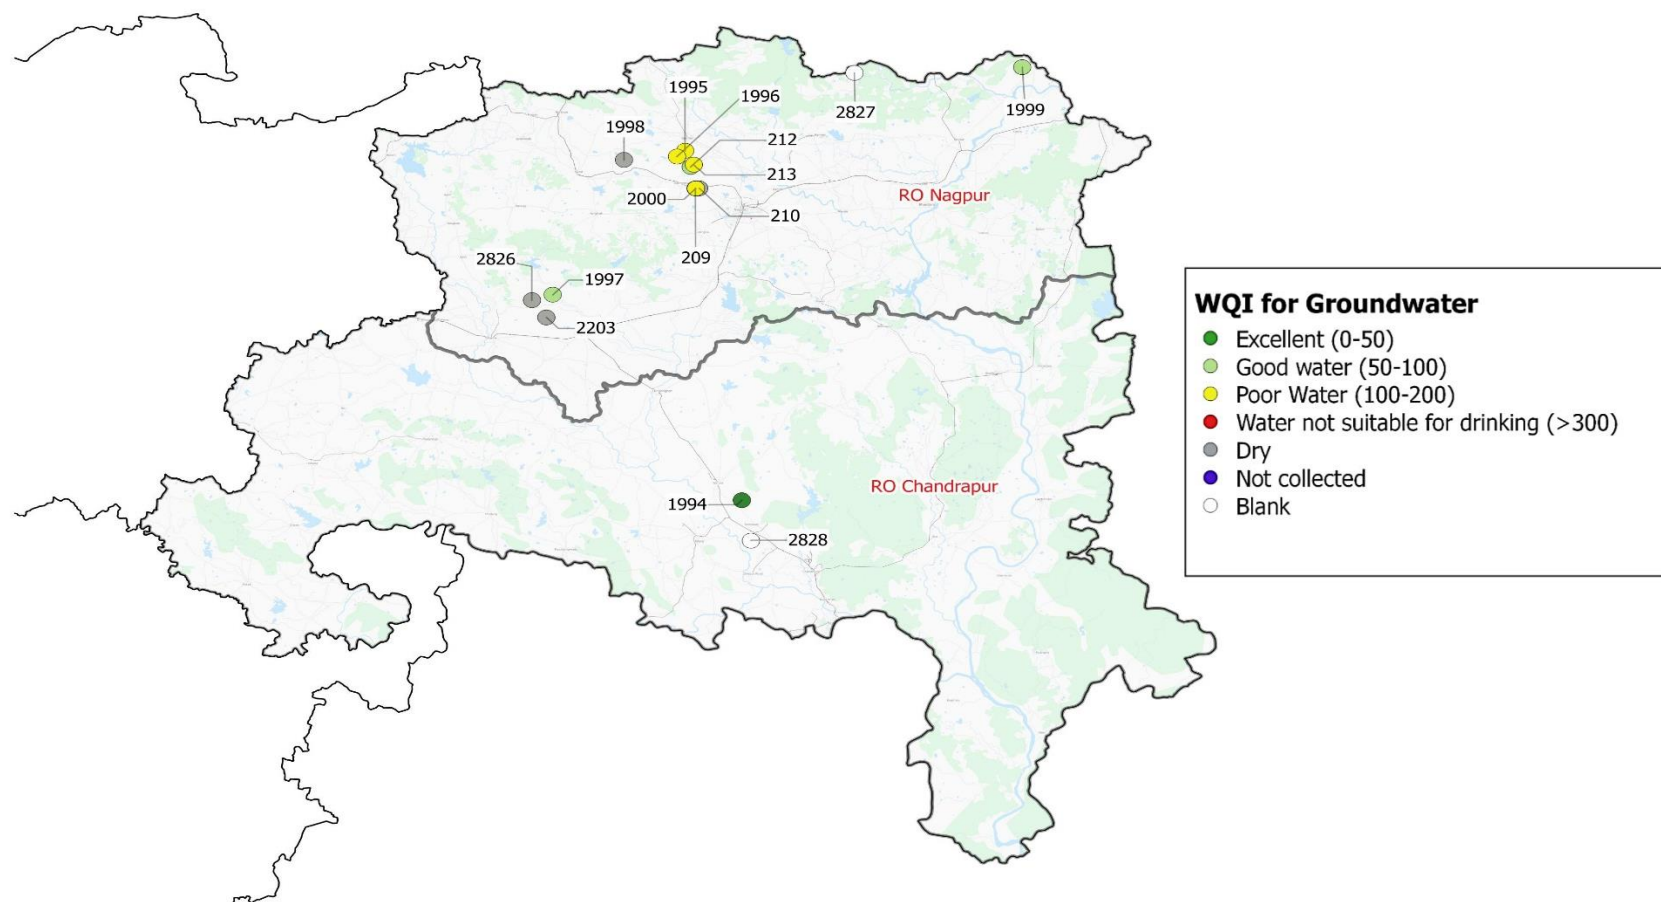 1995
1996
2827
1999
1998
212
213
2000
210
RO Nagpur
209
2826
1997
2203
RO Chandrapur
1994
2828
WQI for Groundwater
Excellent (0-50)
Good water (50-100)
Poor Water (100-200)
Water not suitable for drinking (>300)
Dry
Not collected
Blank